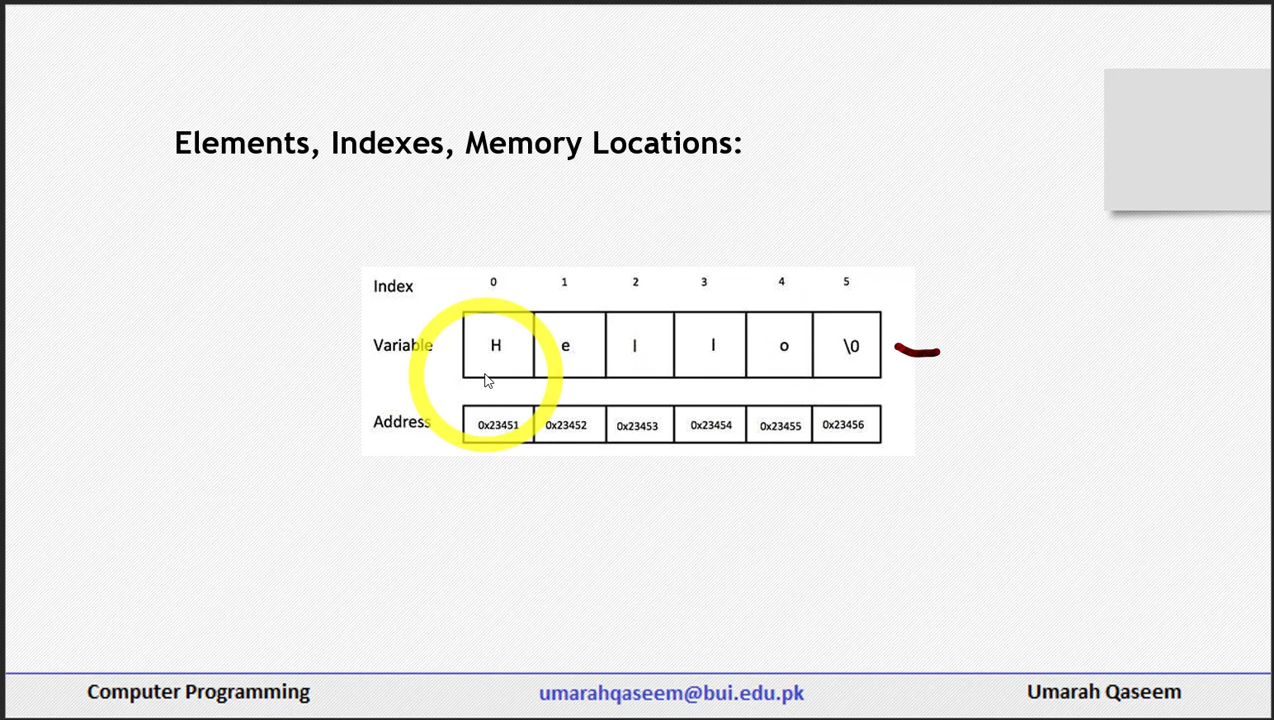 Elements, Indexes, Memory Locations:
Index 0 1 2 3 4 5
Variable H e l l o \0
Address 0x23451 0x23452 0x23453 0x23454 0x23455 0x23456
Computer Programming umarahqaseem@bui.edu.pk Umarah Qaseem